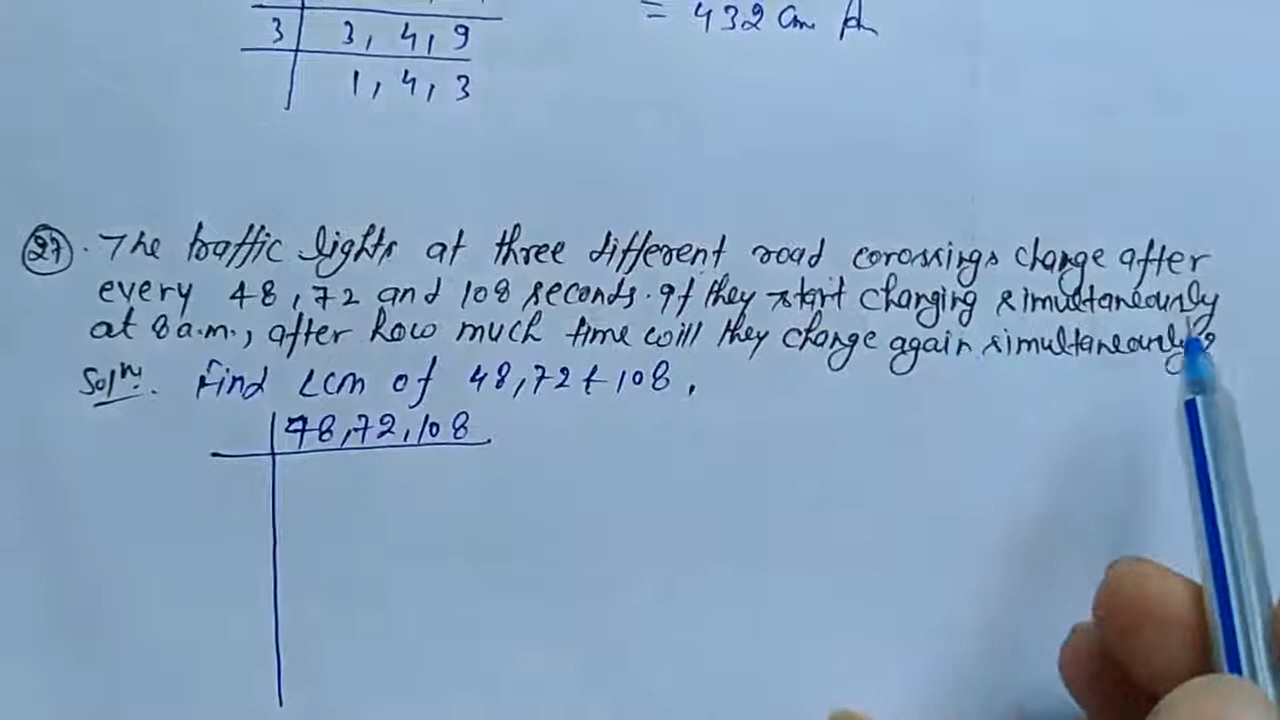 = 432 cm
3 | 3, 4, 9
1, 4, 3
(27). The traffic lights at three different road corossings change after
every 48, 72 and 108 seconds. If they start changing simultaneously
at 8 a.m., after how much time will they change again simultaneously?
Solⁿ. Find LCM of 48, 72 & 108,
48, 72, 108